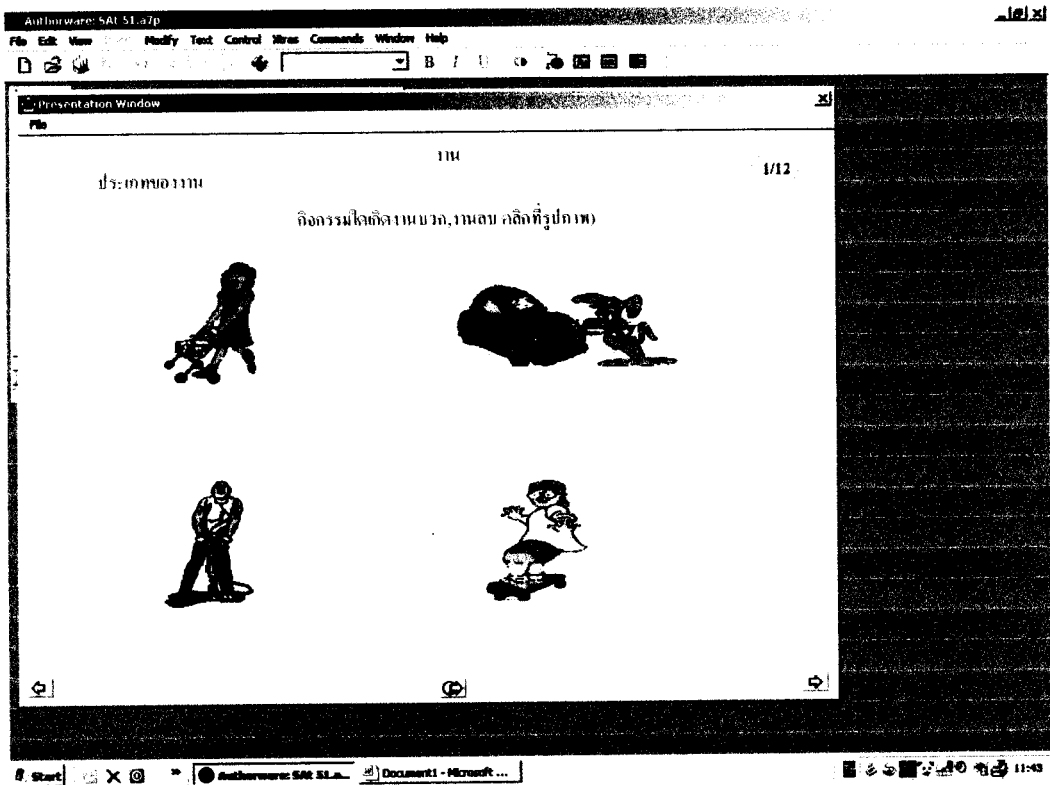 Authorware: SAt 51.a7p
File Edit View Modify Text Control Xtras Commands Window Help
B I U
Presentation Window
File
งาน
1/12
ประเภทของงาน
กิจกรรมใดเกิดงานบวก,งานลบ คลิกที่รูปภาพ)
Start
»
Authorware: SAt 51.a...
Document1 - Microsoft ...
11:43